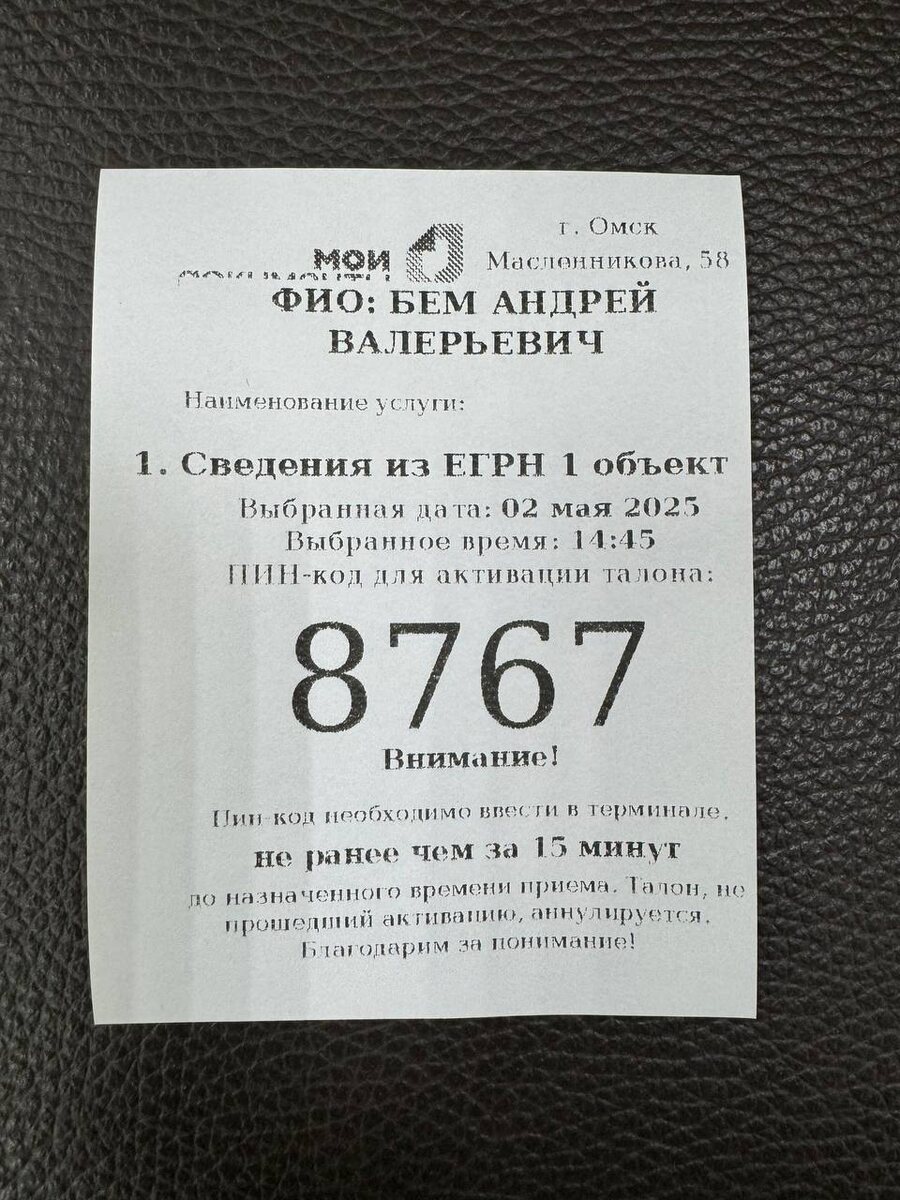 г. Омск
мои Масленникова, 58
документы
ФИО: БЕМ АНДРЕЙ
ВАЛЕРЬЕВИЧ
Наименование услуги:
1. Сведения из ЕГРН 1 объект
Выбранная дата: 02 мая 2025
Выбранное время: 14:45
ПИН-код для активации талона:
8767
Внимание!
Пин-код необходимо ввести в терминале,
не ранее чем за 15 минут
до назначенного времени приема. Талон, не
прошедший активацию, аннулируется.
Благодарим за понимание!